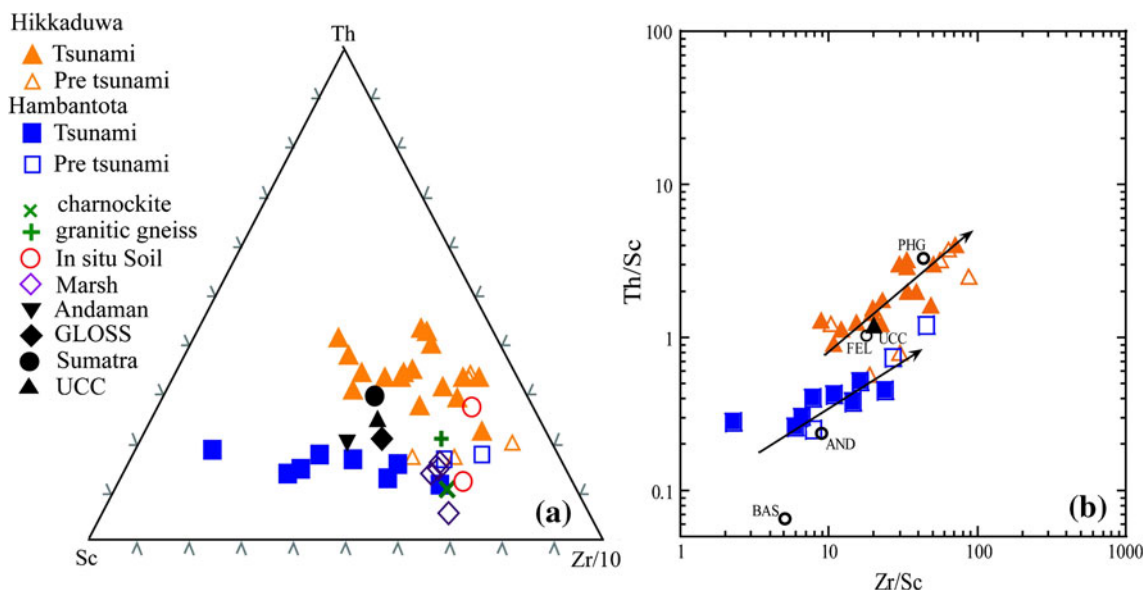 Hikkaduwa
Tsunami
Pre tsunami
Hambantota
Tsunami
Pre tsunami
charnockite
granitic gneiss
In situ Soil
Marsh
Andaman
GLOSS
Sumatra
UCC
Th
Sc
Zr/10
(a)
100
10
1
0.1
Th/Sc
PHG
FEL
UCC
AND
BAS
(b)
1
10
100
1000
Zr/Sc